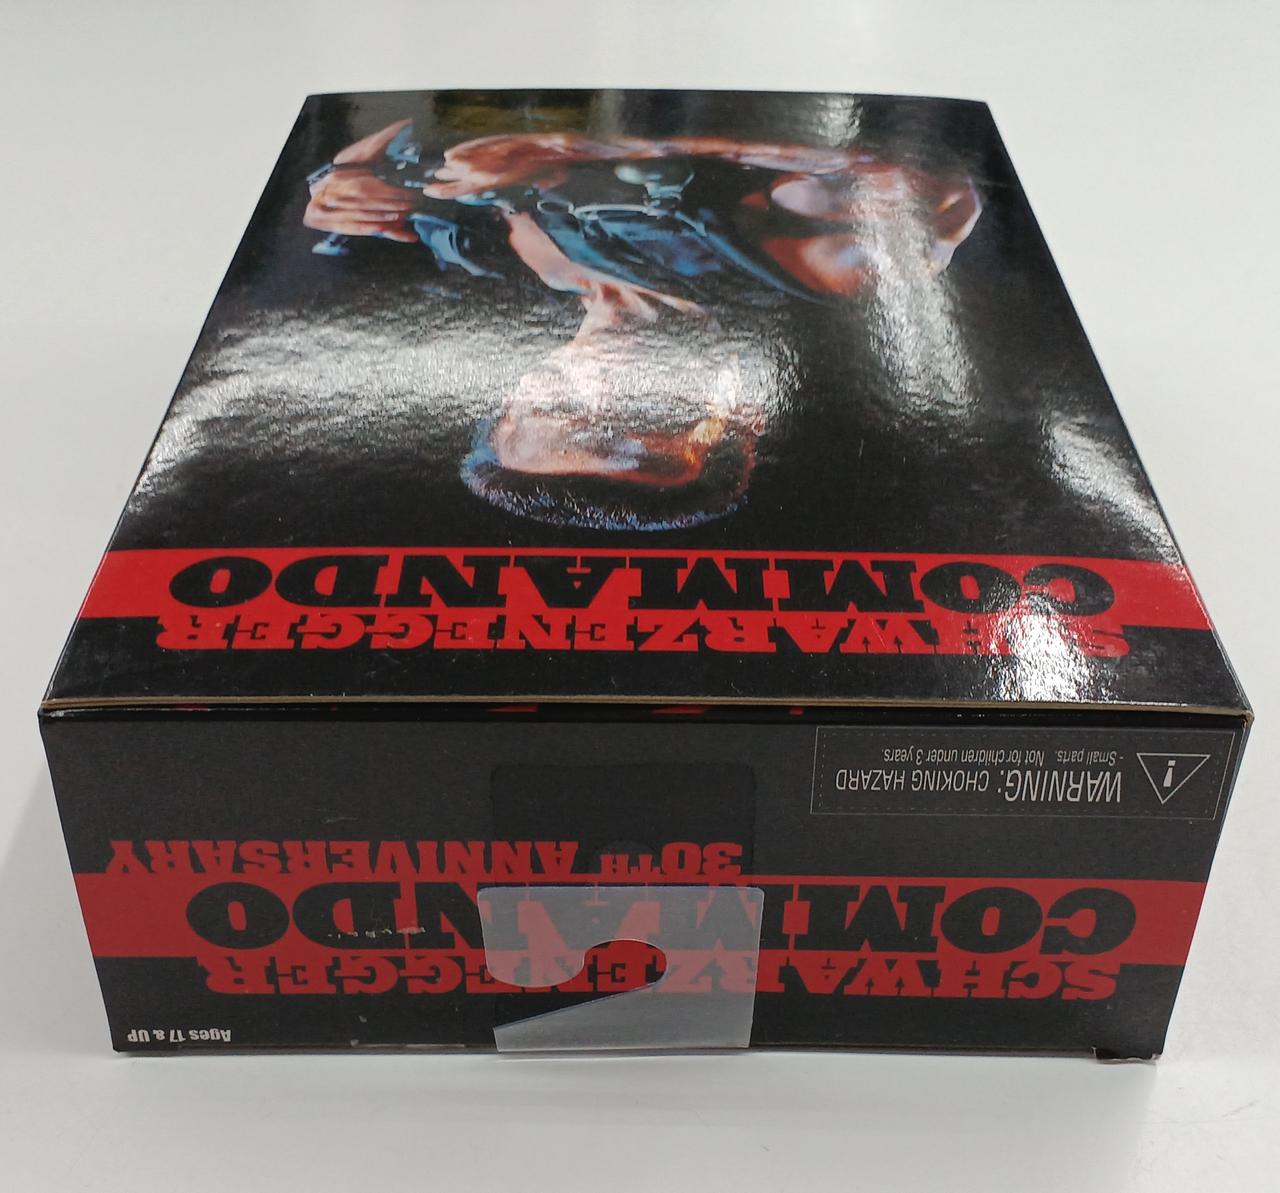 SCHWARZENEGGER
COMMANDO
SCHWARZENEGGER
COMMANDO
30TH ANNIVERSARY
Ages 17 & UP
WARNING: CHOKING HAZARD
- Small parts. Not for children under 3 years.